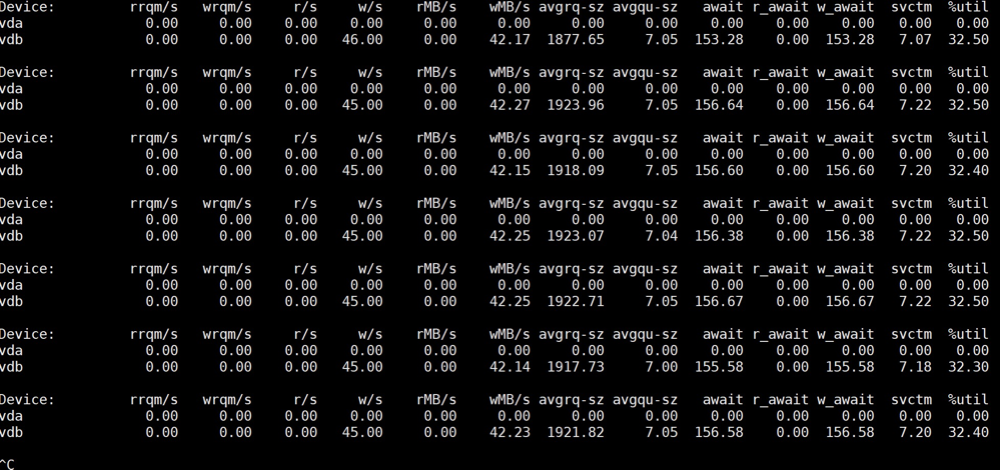 Device: rrqm/s wrqm/s r/s w/s rMB/s wMB/s avgrq-sz avgqu-sz await r_await w_await svctm %util
vda 0.00 0.00 0.00 0.00 0.00 0.00 0.00 0.00 0.00 0.00 0.00 0.00 0.00
vdb 0.00 0.00 0.00 46.00 0.00 42.17 1877.65 7.05 153.28 0.00 153.28 7.07 32.50
Device: rrqm/s wrqm/s r/s w/s rMB/s wMB/s avgrq-sz avgqu-sz await r_await w_await svctm %util
vda 0.00 0.00 0.00 0.00 0.00 0.00 0.00 0.00 0.00 0.00 0.00 0.00 0.00
vdb 0.00 0.00 0.00 45.00 0.00 42.27 1923.96 7.05 156.64 0.00 156.64 7.22 32.50
Device: rrqm/s wrqm/s r/s w/s rMB/s wMB/s avgrq-sz avgqu-sz await r_await w_await svctm %util
vda 0.00 0.00 0.00 0.00 0.00 0.00 0.00 0.00 0.00 0.00 0.00 0.00 0.00
vdb 0.00 0.00 0.00 45.00 0.00 42.15 1918.09 7.05 156.60 0.00 156.60 7.20 32.40
Device: rrqm/s wrqm/s r/s w/s rMB/s wMB/s avgrq-sz avgqu-sz await r_await w_await svctm %util
vda 0.00 0.00 0.00 0.00 0.00 0.00 0.00 0.00 0.00 0.00 0.00 0.00 0.00
vdb 0.00 0.00 0.00 45.00 0.00 42.25 1923.07 7.04 156.38 0.00 156.38 7.22 32.50
Device: rrqm/s wrqm/s r/s w/s rMB/s wMB/s avgrq-sz avgqu-sz await r_await w_await svctm %util
vda 0.00 0.00 0.00 0.00 0.00 0.00 0.00 0.00 0.00 0.00 0.00 0.00 0.00
vdb 0.00 0.00 0.00 45.00 0.00 42.25 1922.71 7.05 156.67 0.00 156.67 7.22 32.50
Device: rrqm/s wrqm/s r/s w/s rMB/s wMB/s avgrq-sz avgqu-sz await r_await w_await svctm %util
vda 0.00 0.00 0.00 0.00 0.00 0.00 0.00 0.00 0.00 0.00 0.00 0.00 0.00
vdb 0.00 0.00 0.00 45.00 0.00 42.14 1917.73 7.00 155.58 0.00 155.58 7.18 32.30
Device: rrqm/s wrqm/s r/s w/s rMB/s wMB/s avgrq-sz avgqu-sz await r_await w_await svctm %util
vda 0.00 0.00 0.00 0.00 0.00 0.00 0.00 0.00 0.00 0.00 0.00 0.00 0.00
vdb 0.00 0.00 0.00 45.00 0.00 42.23 1921.82 7.05 156.58 0.00 156.58 7.20 32.40
^C